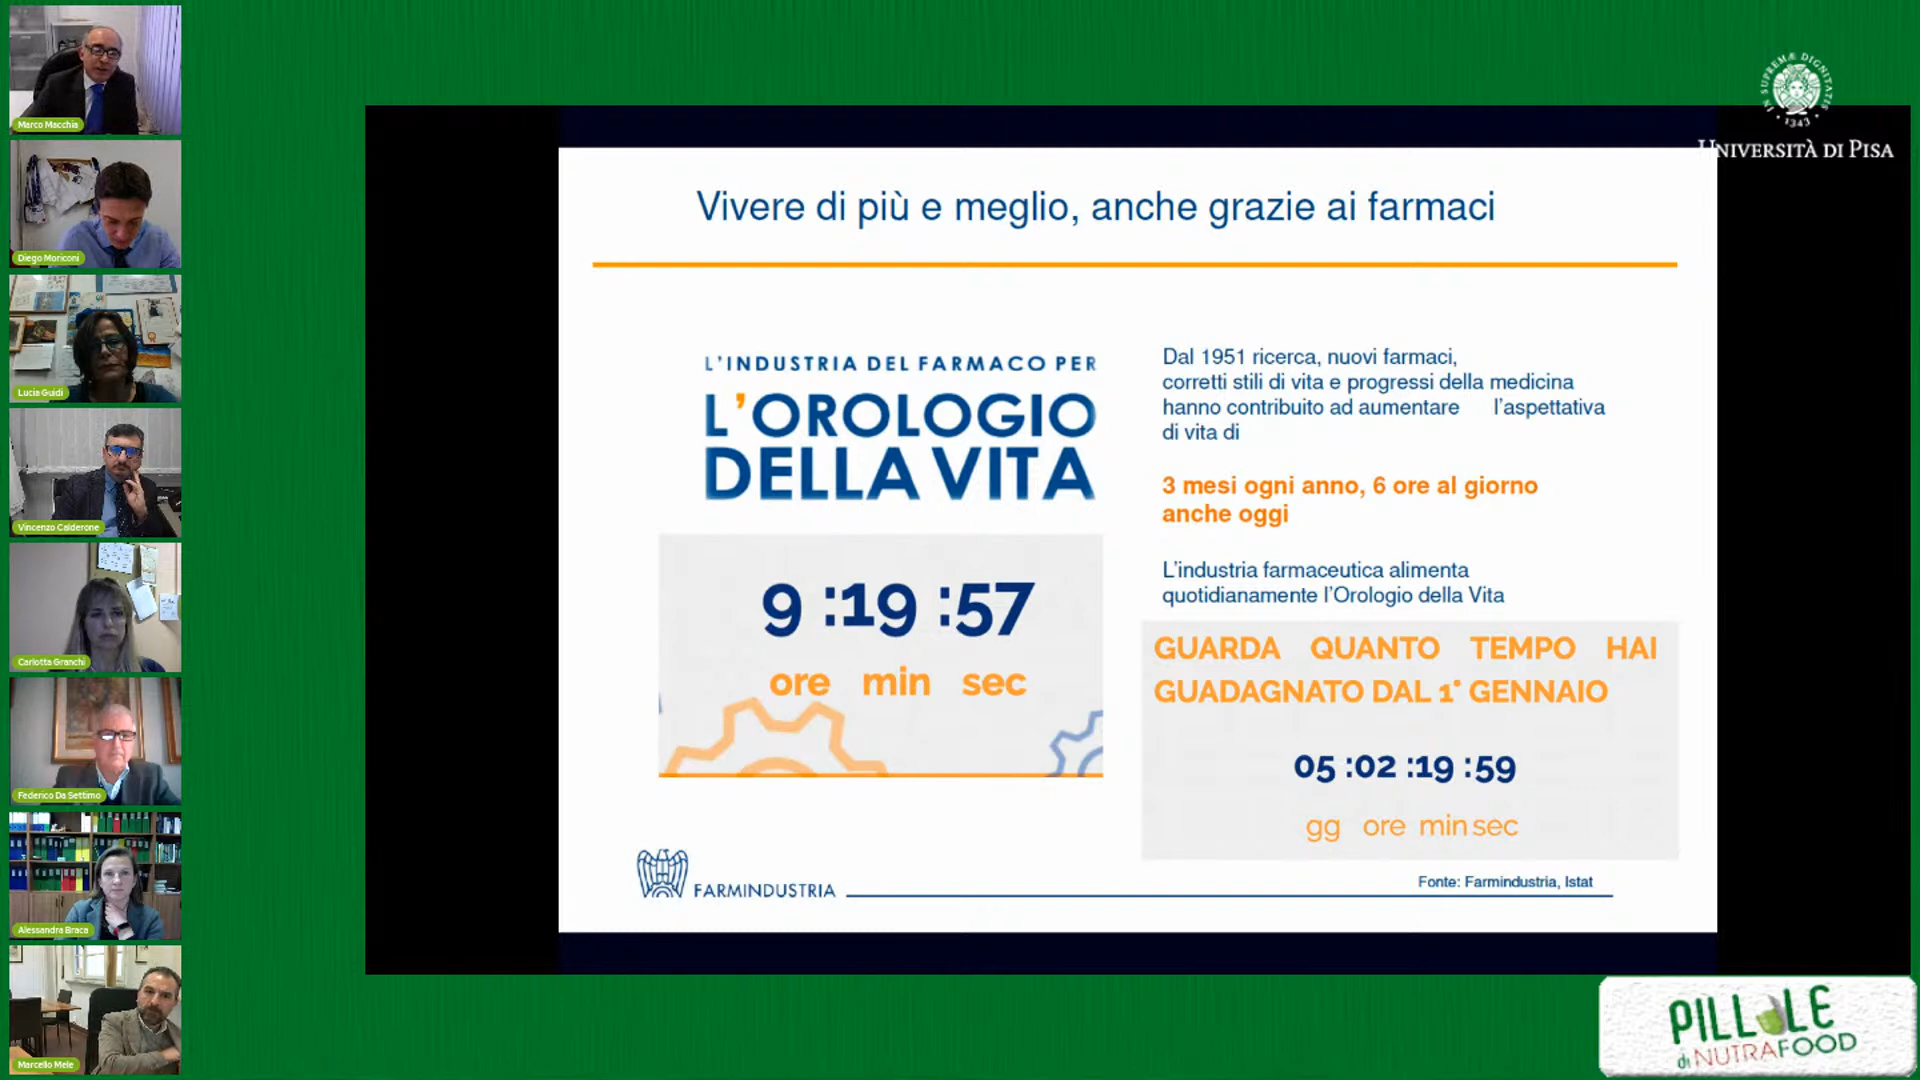 Marco Macchia
Diego Moriconi
Lucia Guidi
Vincenzo Calderone
Carlotta Granchi
Federico Da Settimo
Alessandra Braca
Marcello Mele
IN SUPREMÆ DIGNITATIS
1343
UNIVERSITÀ DI PISA
Vivere di più e meglio, anche grazie ai farmaci
L'INDUSTRIA DEL FARMACO PER
L'OROLOGIO
DELLA VITA
9 :19 :57
ore min sec
Dal 1951 ricerca, nuovi farmaci,
corretti stili di vita e progressi della medicina
hanno contribuito ad aumentare l'aspettativa
di vita di
3 mesi ogni anno, 6 ore al giorno
anche oggi
L'industria farmaceutica alimenta
quotidianamente l'Orologio della Vita
GUARDA QUANTO TEMPO HAI
GUADAGNATO DAL 1° GENNAIO
05 :02 :19 :59
gg ore min sec
Fonte: Farmindustria, Istat
FARMINDUSTRIA
PILLOLE
di NUTRAFOOD